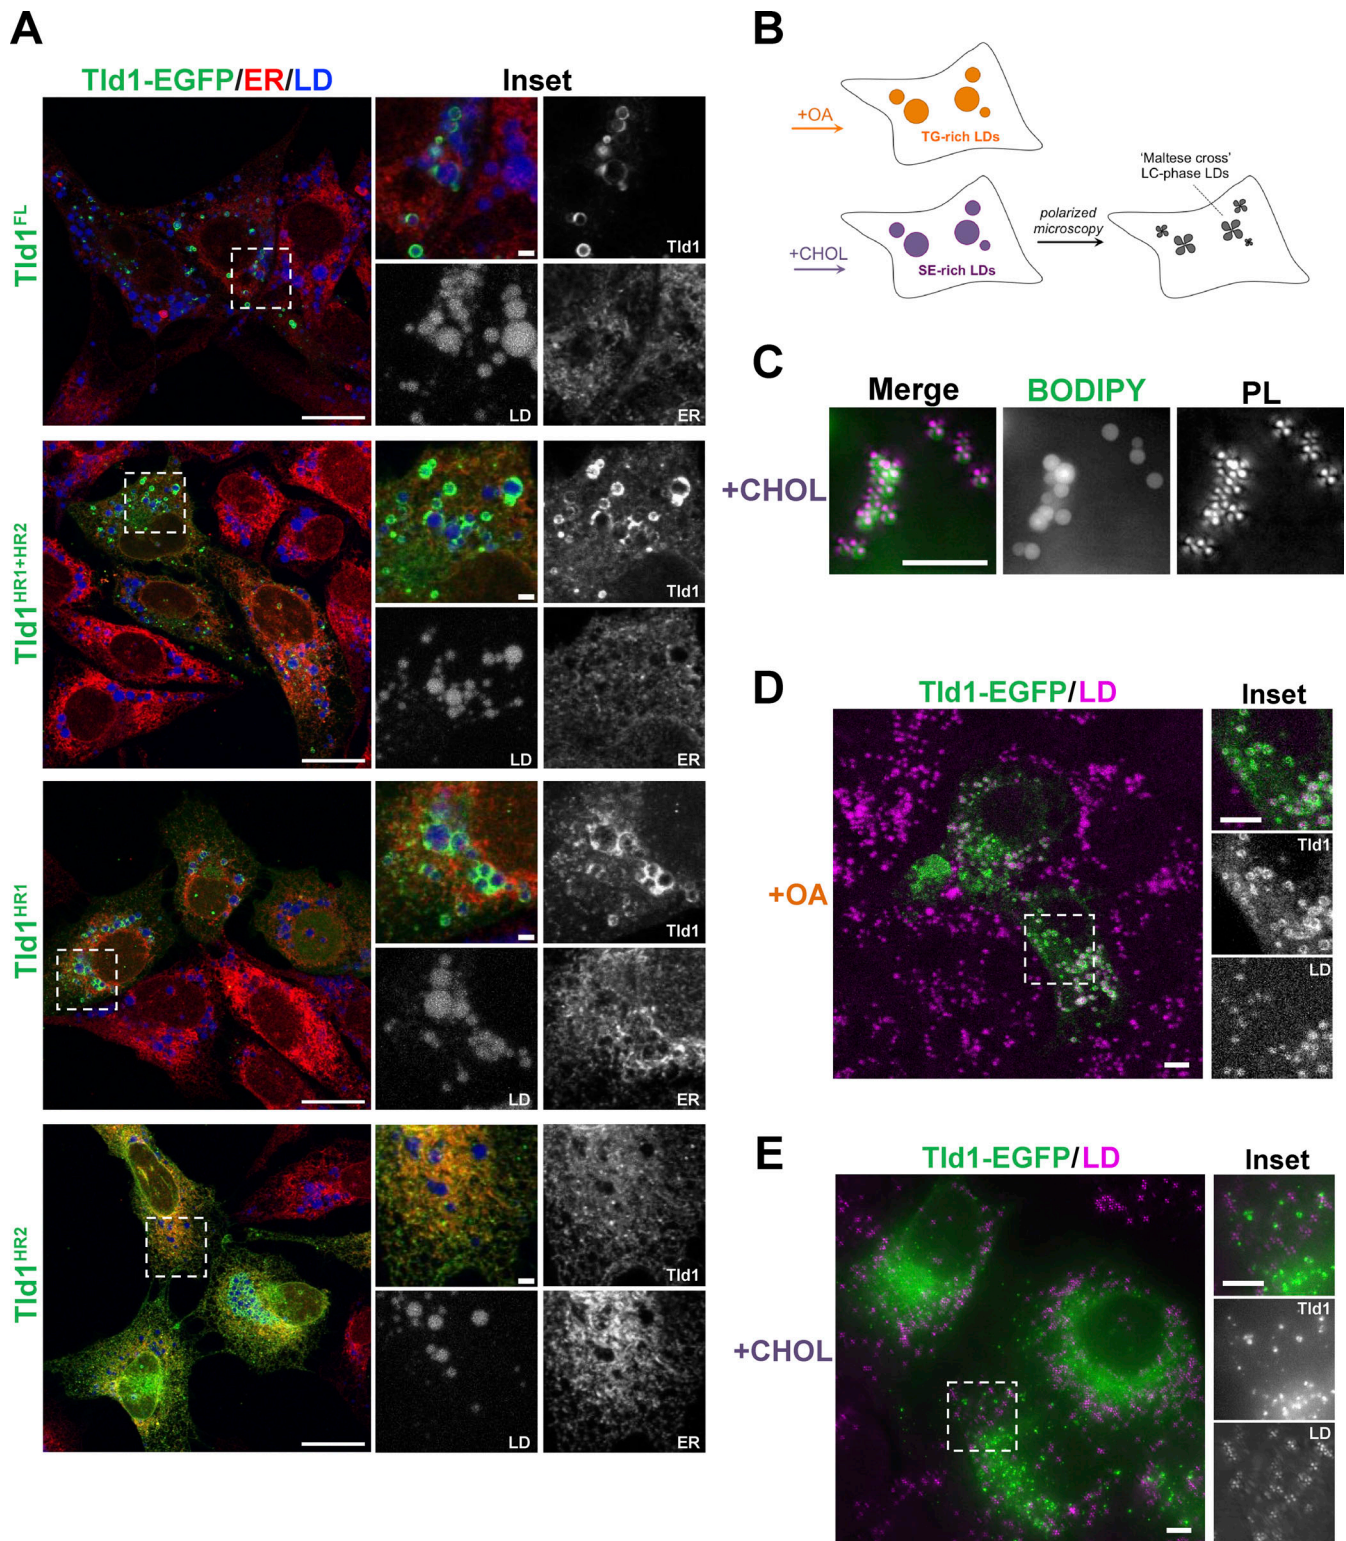 A
Tld1-EGFP/ER/LD
Inset
Tld1FL
Tld1
LD
ER
Tld1HR1+HR2
Tld1
LD
ER
Tld1HR1
Tld1
LD
ER
Tld1HR2
Tld1
LD
ER
B
+OA
TG-rich LDs
+CHOL
SE-rich LDs
polarized
microscopy
'Maltese cross'
LC-phase LDs
C
Merge
BODIPY
PL
+CHOL
D
Tld1-EGFP/LD
Inset
+OA
Tld1
LD
E
Tld1-EGFP/LD
Inset
+CHOL
Tld1
LD